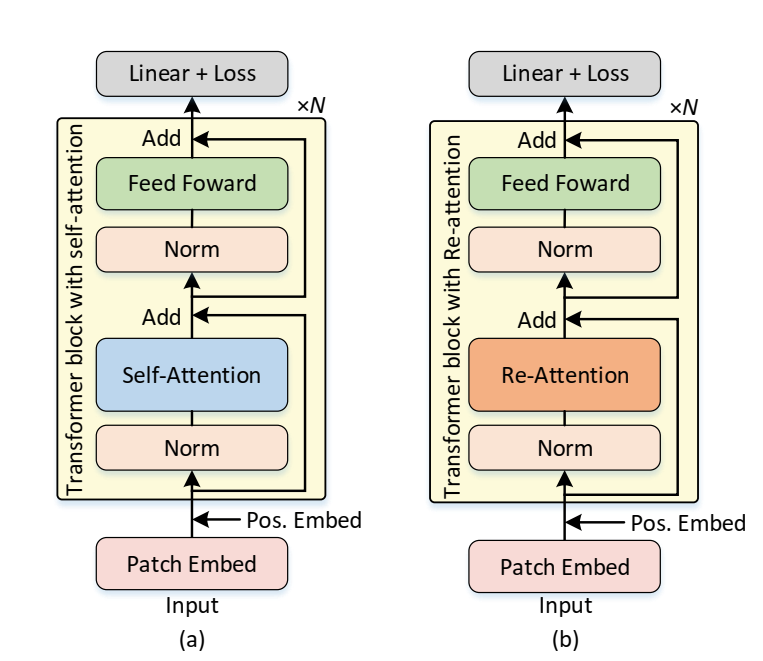 Linear + Loss
×N
Transformer block with self-attention
Add
Feed Foward
Norm
Add
Self-Attention
Norm
Pos. Embed
Patch Embed
Input
(a)
Linear + Loss
×N
Transformer block with Re-attention
Add
Feed Foward
Norm
Add
Re-Attention
Norm
Pos. Embed
Patch Embed
Input
(b)